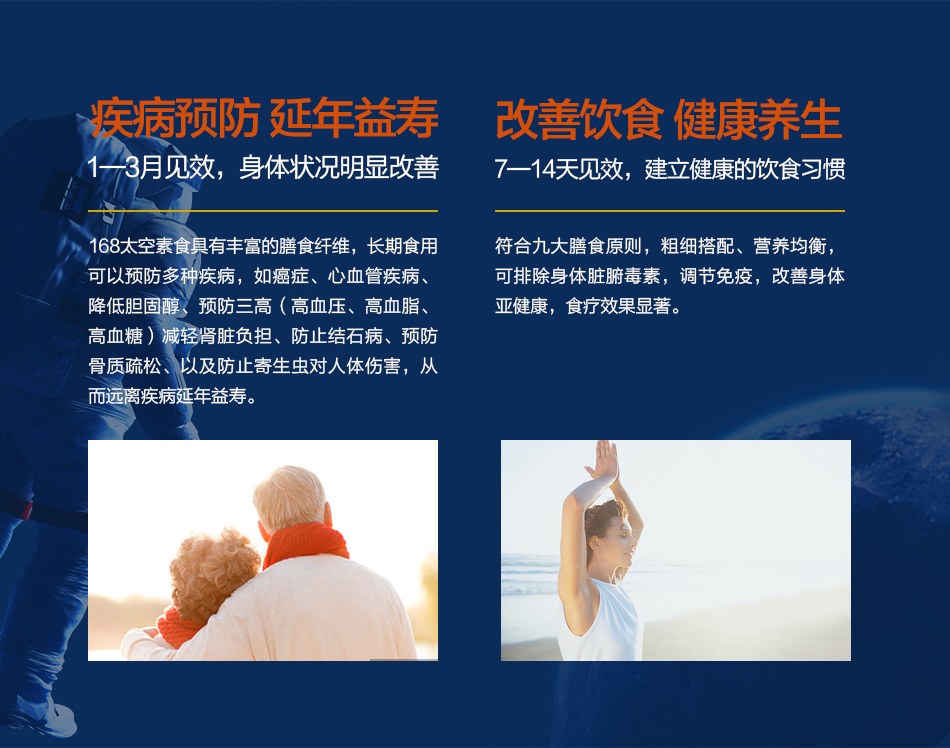 疾病预防 延年益寿
1—3月见效，身体状况明显改善
168太空素食具有丰富的膳食纤维，长期食用
可以预防多种疾病，如癌症、心血管疾病、
降低胆固醇、预防三高（高血压、高血脂、
高血糖）减轻肾脏负担、防止结石病、预防
骨质疏松、以及防止寄生虫对人体伤害，从
而远离疾病延年益寿。
改善饮食 健康养生
7—14天见效，建立健康的饮食习惯
符合九大膳食原则，粗细搭配、营养均衡，
可排除身体脏腑毒素，调节免疫，改善身体
亚健康，食疗效果显著。